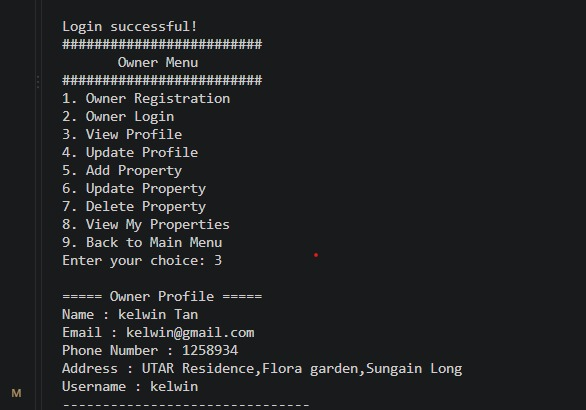 Login successful!
#########################
Owner Menu
#########################
1. Owner Registration
2. Owner Login
3. View Profile
4. Update Profile
5. Add Property
6. Update Property
7. Delete Property
8. View My Properties
9. Back to Main Menu
Enter your choice: 3
===== Owner Profile =====
Name : kelwin Tan
Email : kelwin@gmail.com
Phone Number : 1258934
Address : UTAR Residence,Flora garden,Sungain Long
M
Username : kelwin
-------------------------------